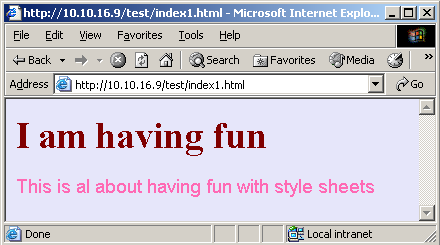 http://10.10.16.9/test/index1.html - Microsoft Internet Explo...
File Edit View Favorites Tools Help
Back Search Favorites Media »
Address http://10.10.16.9/test/index1.html Go
I am having fun
This is al about having fun with style sheets
Done Local intranet